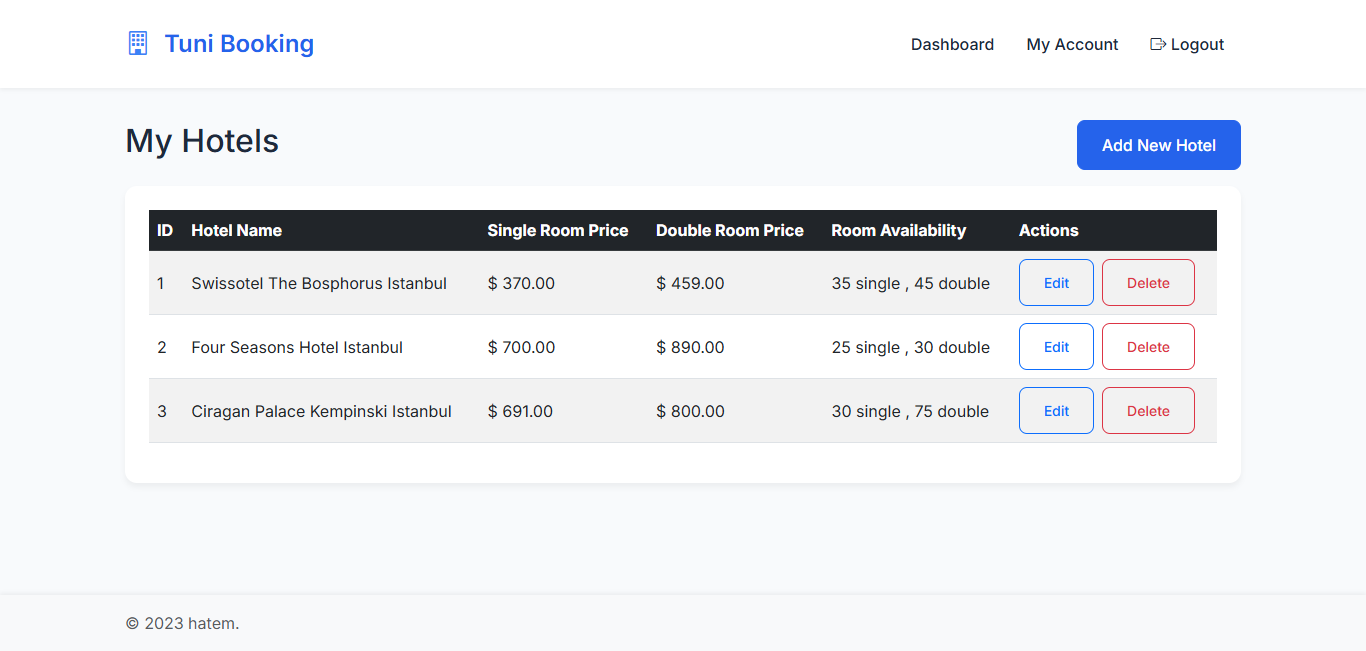 Tuni Booking
Dashboard My Account Logout
My Hotels
Add New Hotel
ID Hotel Name Single Room Price Double Room Price Room Availability Actions
1 Swissotel The Bosphorus Istanbul $ 370.00 $ 459.00 35 single , 45 double Edit Delete
2 Four Seasons Hotel Istanbul $ 700.00 $ 890.00 25 single , 30 double Edit Delete
3 Ciragan Palace Kempinski Istanbul $ 691.00 $ 800.00 30 single , 75 double Edit Delete
© 2023 hatem.